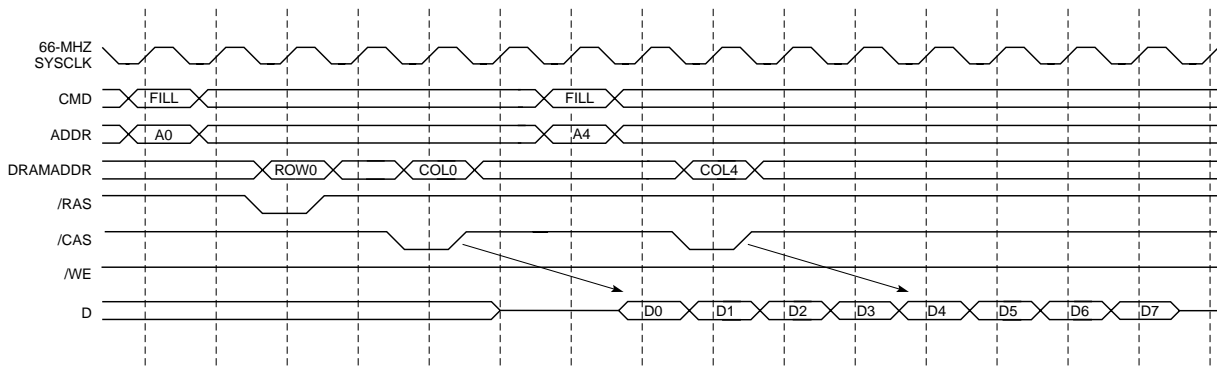 66-MHZ
SYSCLK
CMD FILL FILL
ADDR A0 A4
DRAMADDR ROW0 COL0 COL4
/RAS
/CAS
/WE
D D0 D1 D2 D3 D4 D5 D6 D7